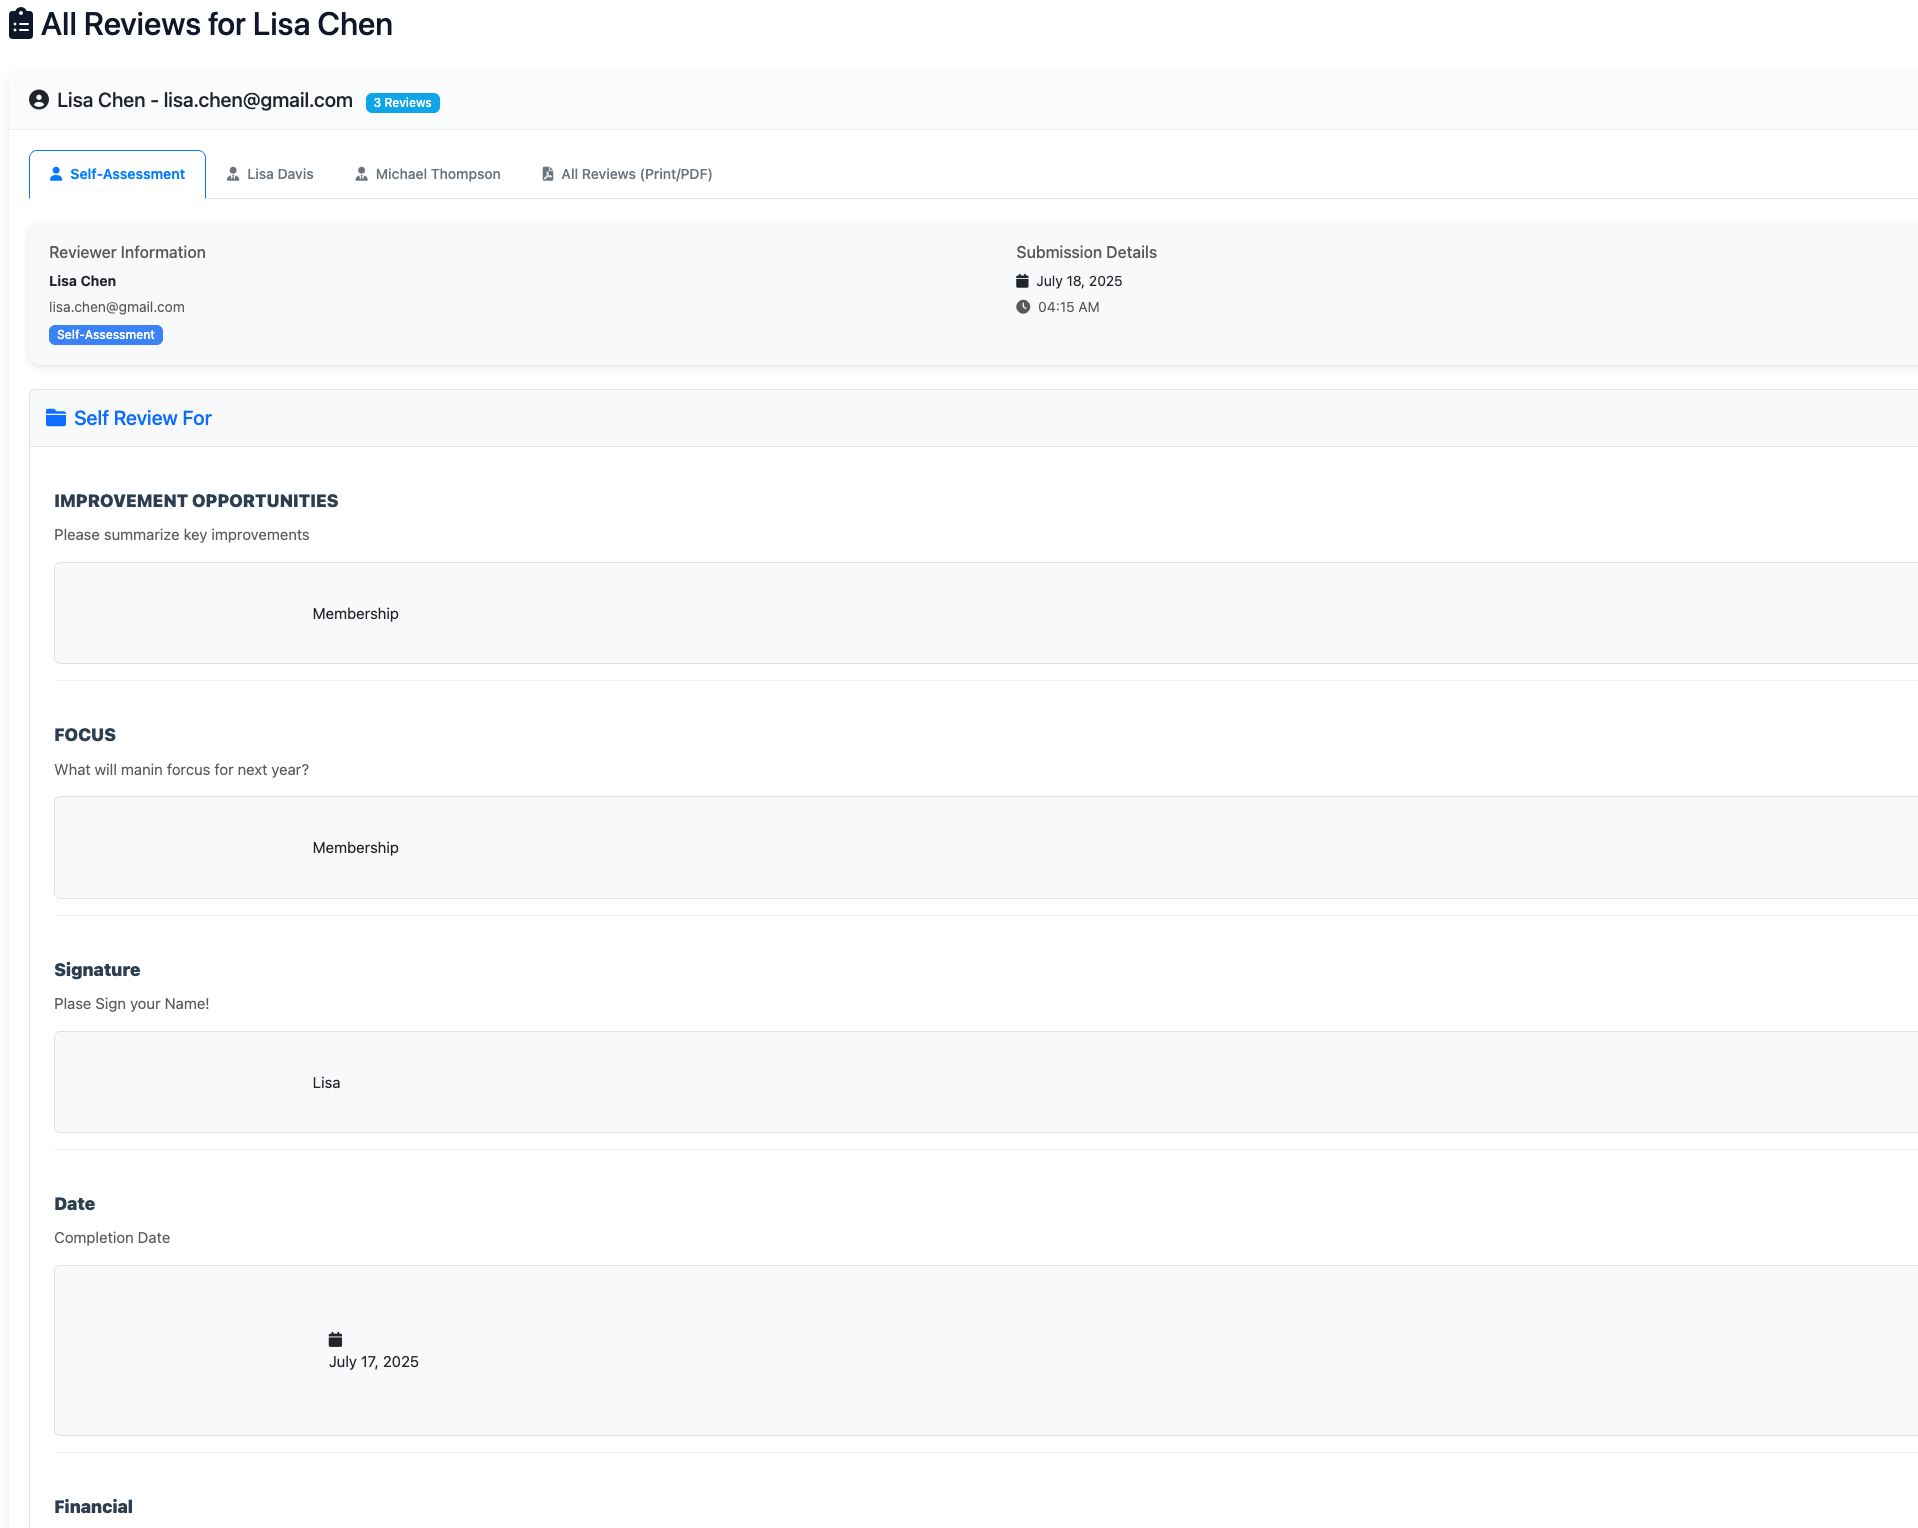 All Reviews for Lisa Chen
Lisa Chen - lisa.chen@gmail.com 3 Reviews
Self-Assessment Lisa Davis Michael Thompson All Reviews (Print/PDF)
Reviewer Information
Lisa Chen
lisa.chen@gmail.com
Self-Assessment
Submission Details
July 18, 2025
04:15 AM
Self Review For
IMPROVEMENT OPPORTUNITIES
Please summarize key improvements
Membership
FOCUS
What will manin forcus for next year?
Membership
Signature
Plase Sign your Name!
Lisa
Date
Completion Date
July 17, 2025
Financial